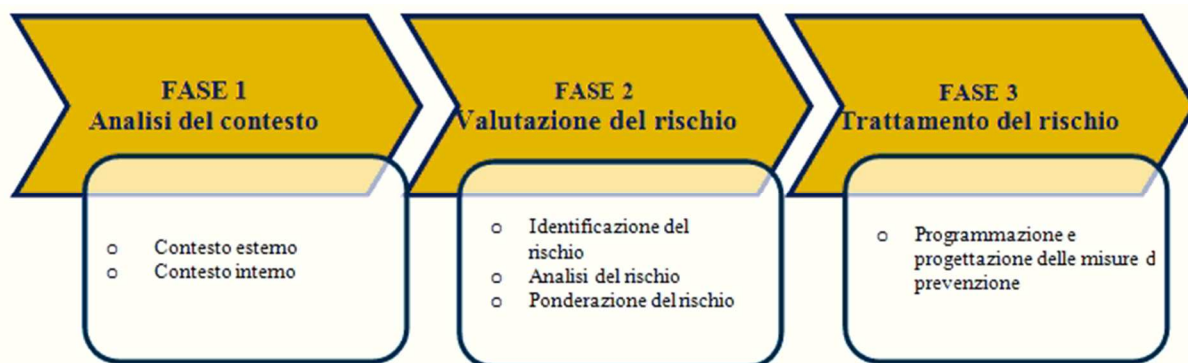 FASE 1
Analisi del contesto
o Contesto esterno
o Contesto interno
FASE 2
Valutazione del rischio
o Identificazione del
rischio
o Analisi del rischio
o Ponderazione del rischio
FASE 3
Trattamento del rischio
o Programmazione e
progettazione delle misure d
prevenzione